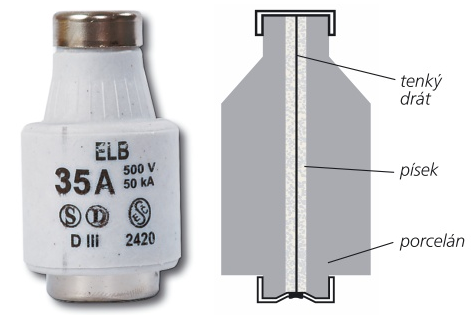 ELB
35A
500 V
50 kA
S D
D III 2420
tenký
drát
písek
porcelán